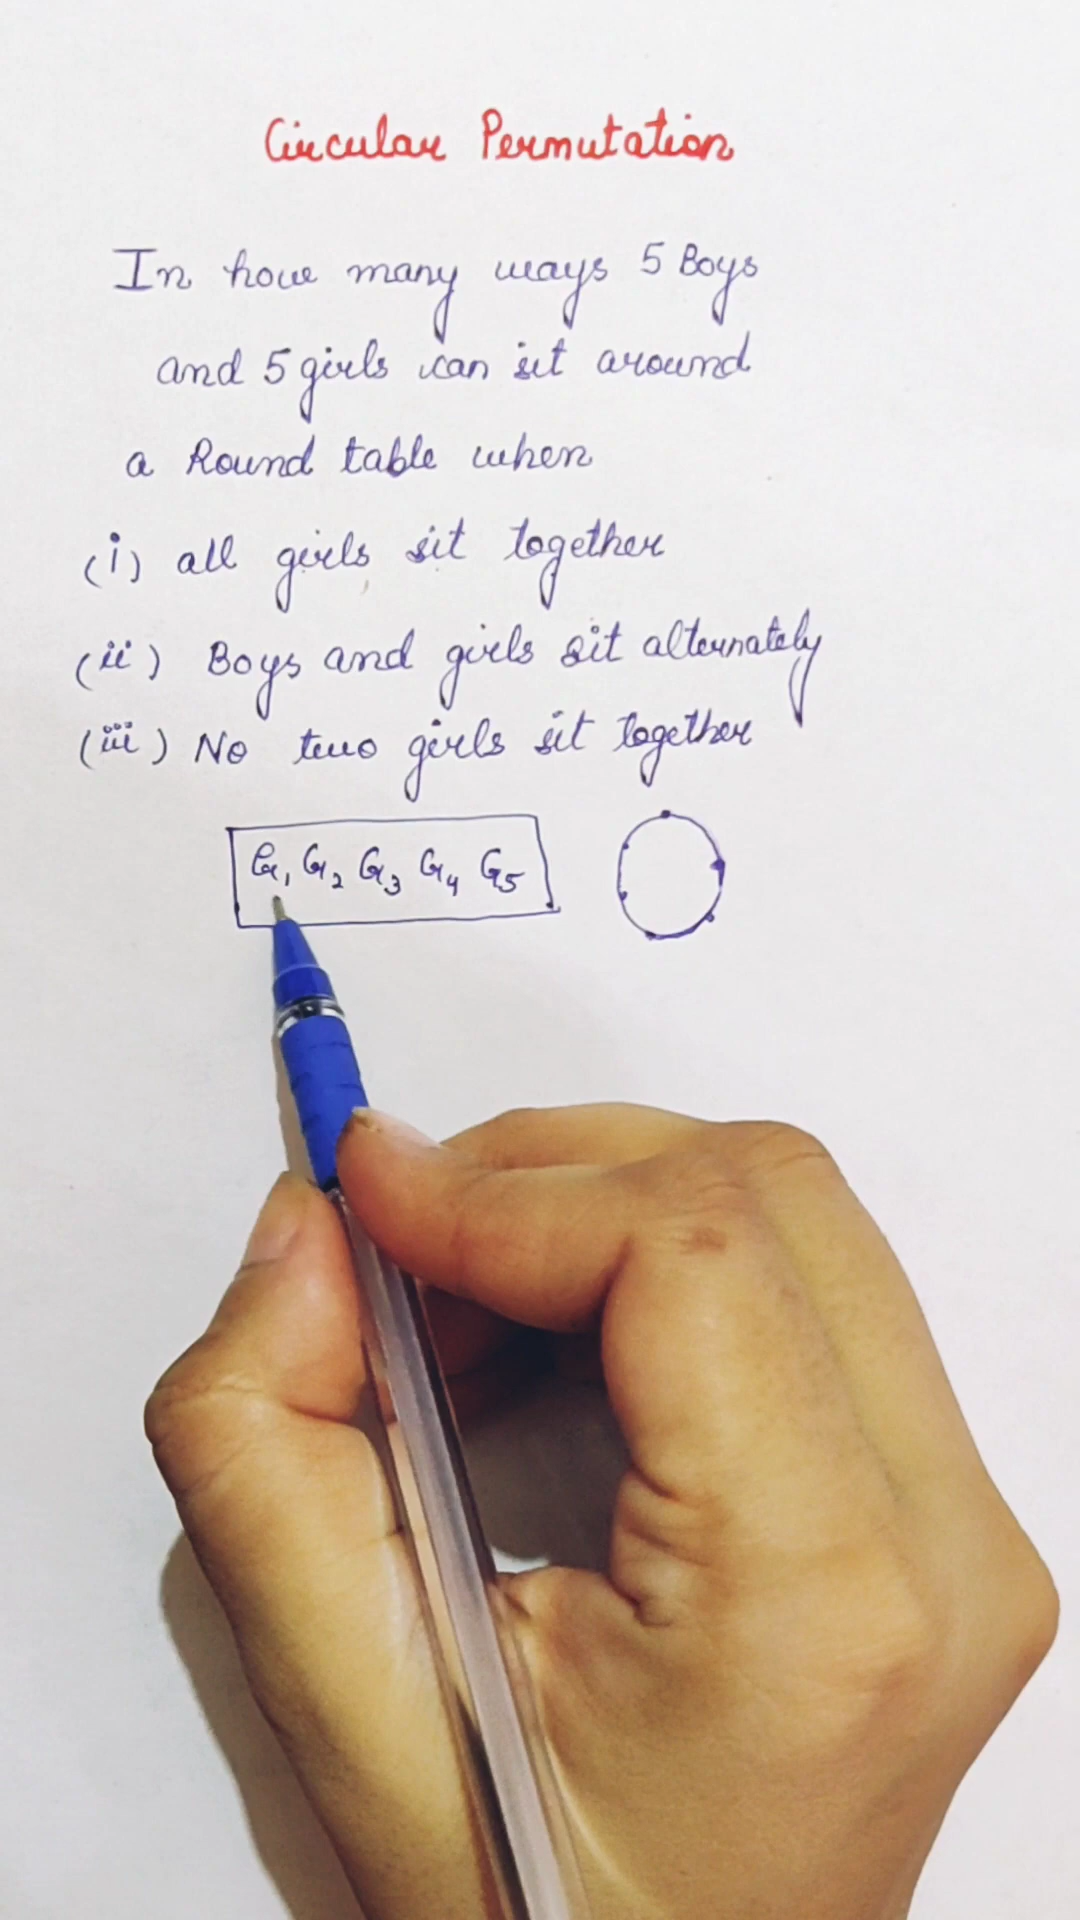 Circular Permutation
In how many ways 5 Boys
and 5 girls can sit around
a Round table when
(i) all girls sit together
(ii) Boys and girls sit alternately
(iii) No two girls sit together
G₁ G₂ G₃ G₄ G₅